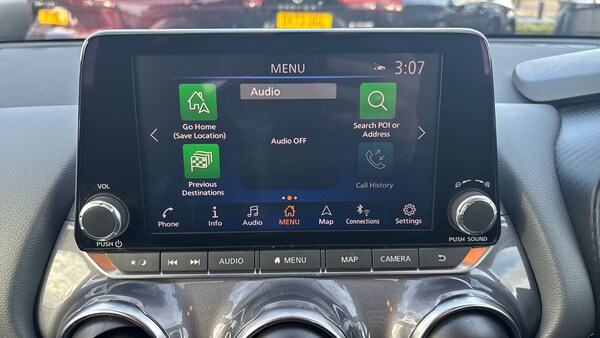 MENU
3:07
Audio
Go Home
(Save Location)
Search POI or
Address
Audio OFF
Previous
Destinations
Call History
VOL
PUSH
Phone
Info
Audio
MENU
Map
Connections
Settings
PUSH SOUND
AUDIO
MENU
MAP
CAMERA